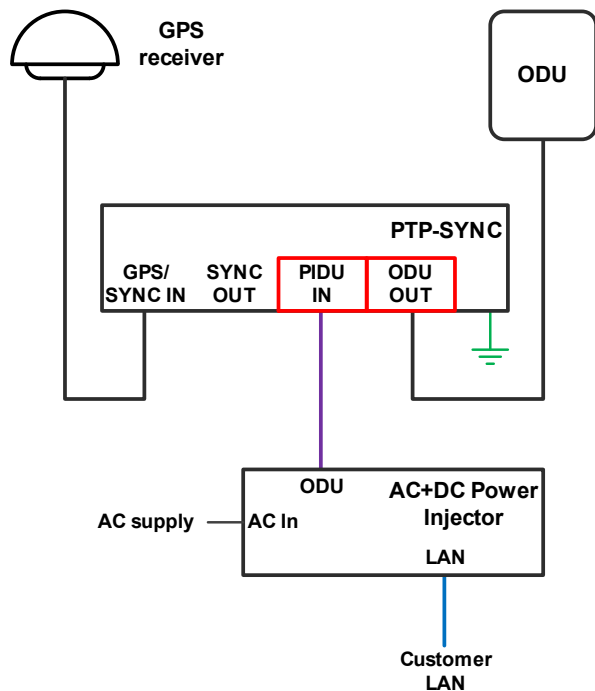 GPS
receiver
ODU
PTP-SYNC
GPS/
SYNC IN
SYNC
OUT
PIDU
IN
ODU
OUT
ODU
AC+DC Power
Injector
AC supply
AC In
LAN
Customer
LAN